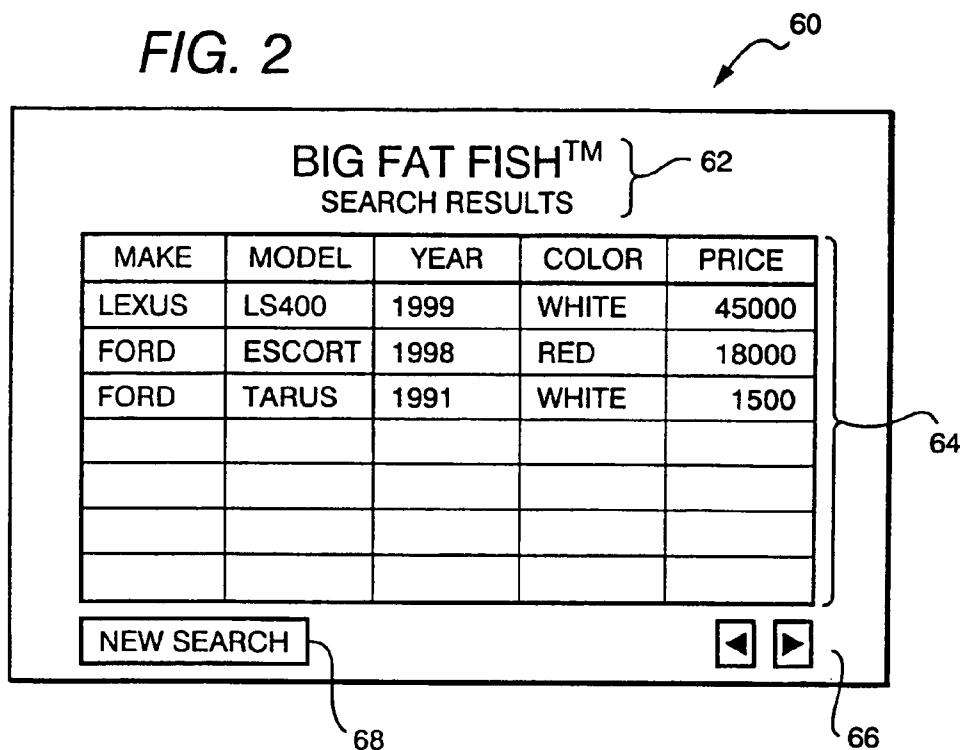 FIG. 2
60
BIG FAT FISH™
62
SEARCH RESULTS
MAKE MODEL YEAR COLOR PRICE
LEXUS LS400 1999 WHITE 45000
FORD ESCORT 1998 RED 18000
FORD TARUS 1991 WHITE 1500
64
NEW SEARCH
66
68